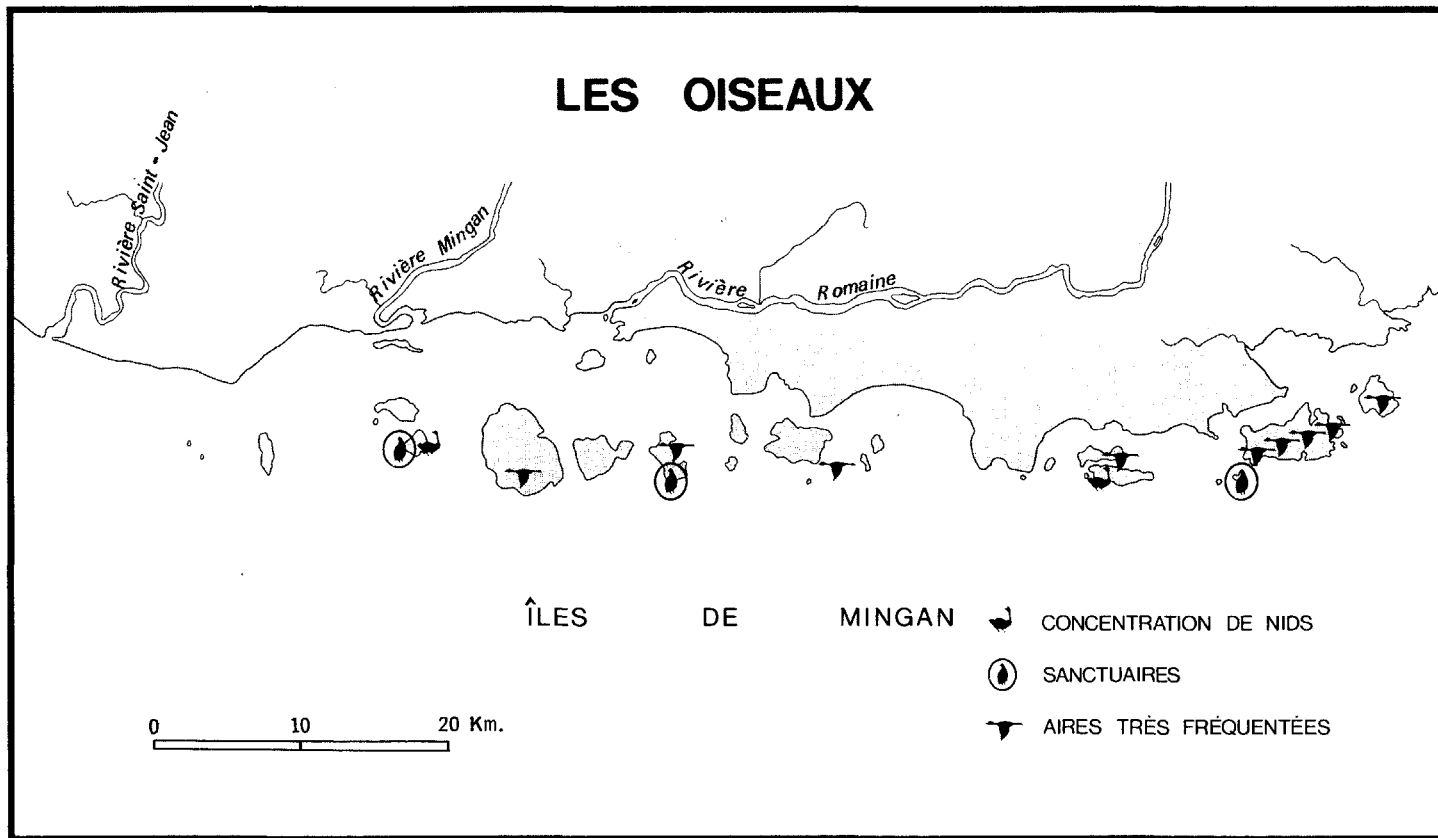 LES OISEAUX
Rivière Saint-Jean
Rivière Mingan
Rivière Romaine
ÎLES DE MINGAN
CONCENTRATION DE NIDS
SANCTUAIRES
AIRES TRÈS FRÉQUENTÉES
0 10 20 Km.